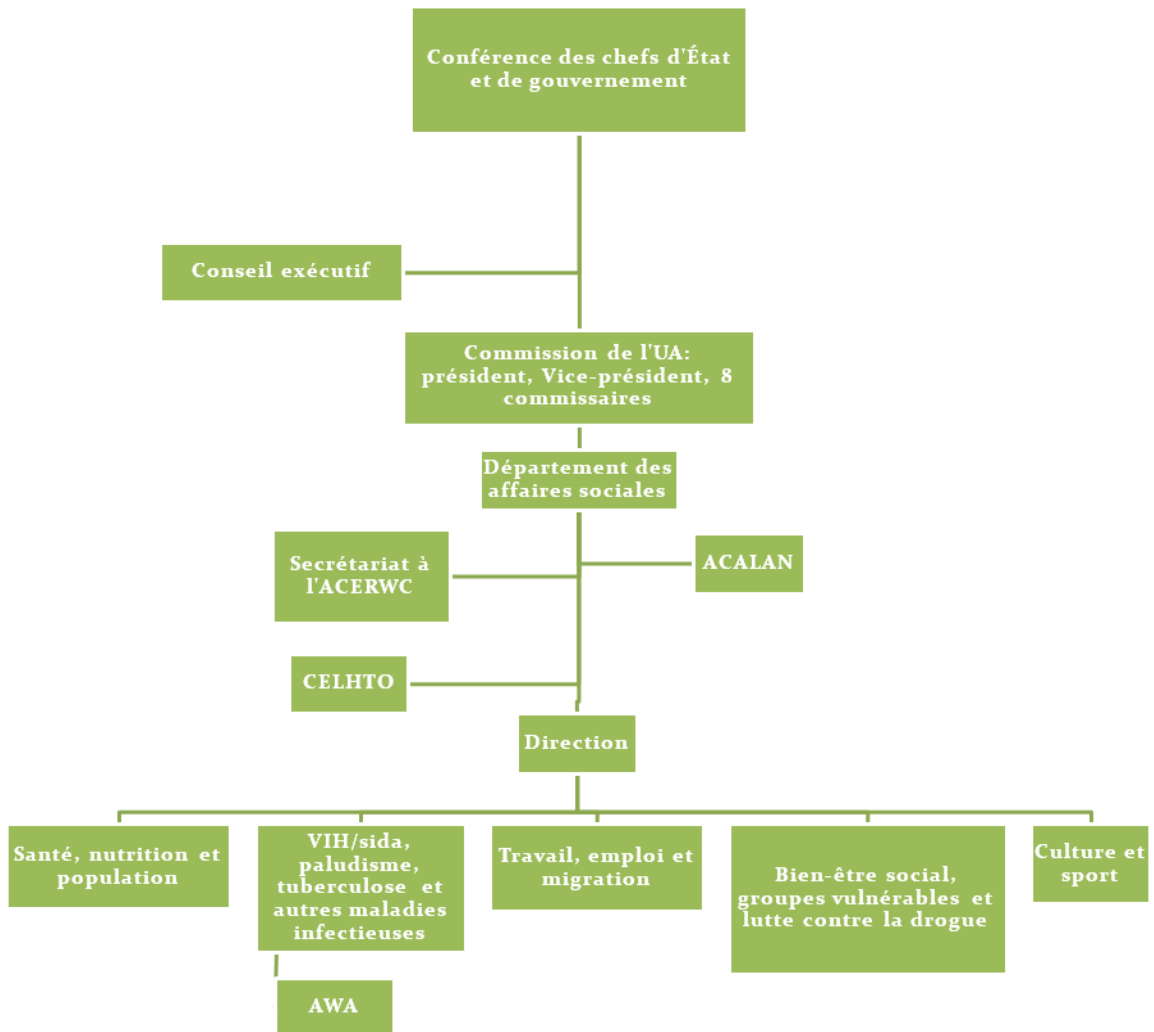 Conférence des chefs d'État
et de gouvernement
Conseil exécutif
Commission de l'UA:
président, Vice-président, 8
commissaires
Département des
affaires sociales
Secrétariat à
l'ACERWC
ACALAN
CELHTO
Direction
Santé, nutrition et
population
VIH/sida,
paludisme,
tuberculose et
autres maladies
infectieuses
Travail, emploi et
migration
Bien-être social,
groupes vulnérables et
lutte contre la drogue
Culture et
sport
AWA